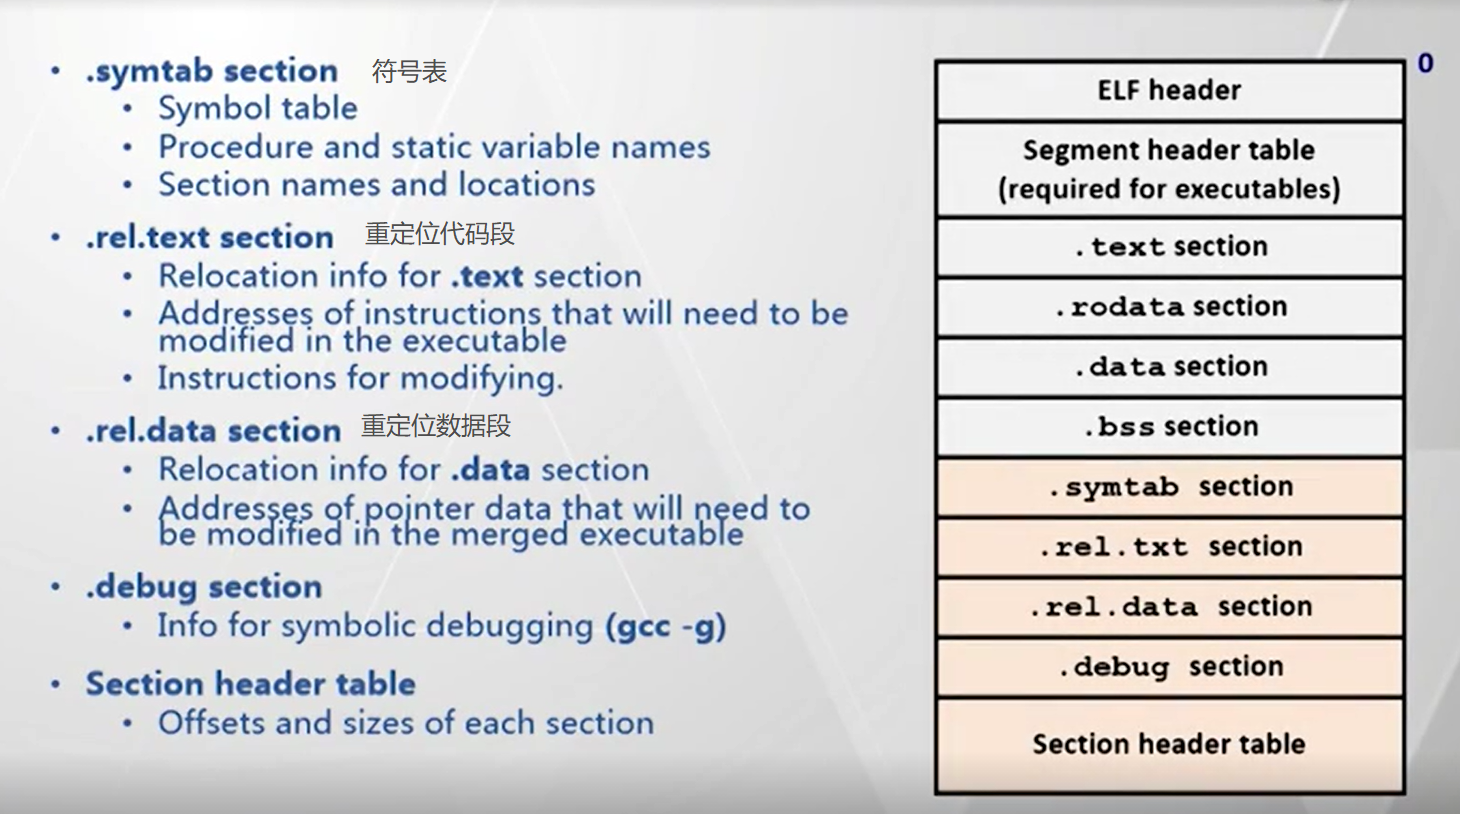 • .symtab section 符号表
• Symbol table
• Procedure and static variable names
• Section names and locations
• .rel.text section 重定位代码段
• Relocation info for .text section
• Addresses of instructions that will need to be
modified in the executable
• Instructions for modifying.
• .rel.data section 重定位数据段
• Relocation info for .data section
• Addresses of pointer data that will need to
be modified in the merged executable
• .debug section
• Info for symbolic debugging (gcc -g)
• Section header table
• Offsets and sizes of each section
0
ELF header
Segment header table
(required for executables)
.text section
.rodata section
.data section
.bss section
.symtab section
.rel.txt section
.rel.data section
.debug section
Section header table